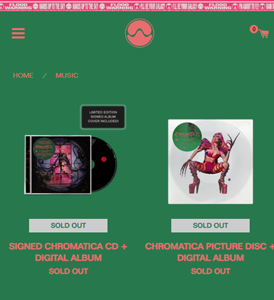 0
HOME / MUSIC
LIMITED EDITION
SIGNED ALBUM
COVER INCLUDED!
SOLD OUT
SIGNED CHROMATICA CD +
DIGITAL ALBUM
SOLD OUT
SOLD OUT
CHROMATICA PICTURE DISC +
DIGITAL ALBUM
SOLD OUT